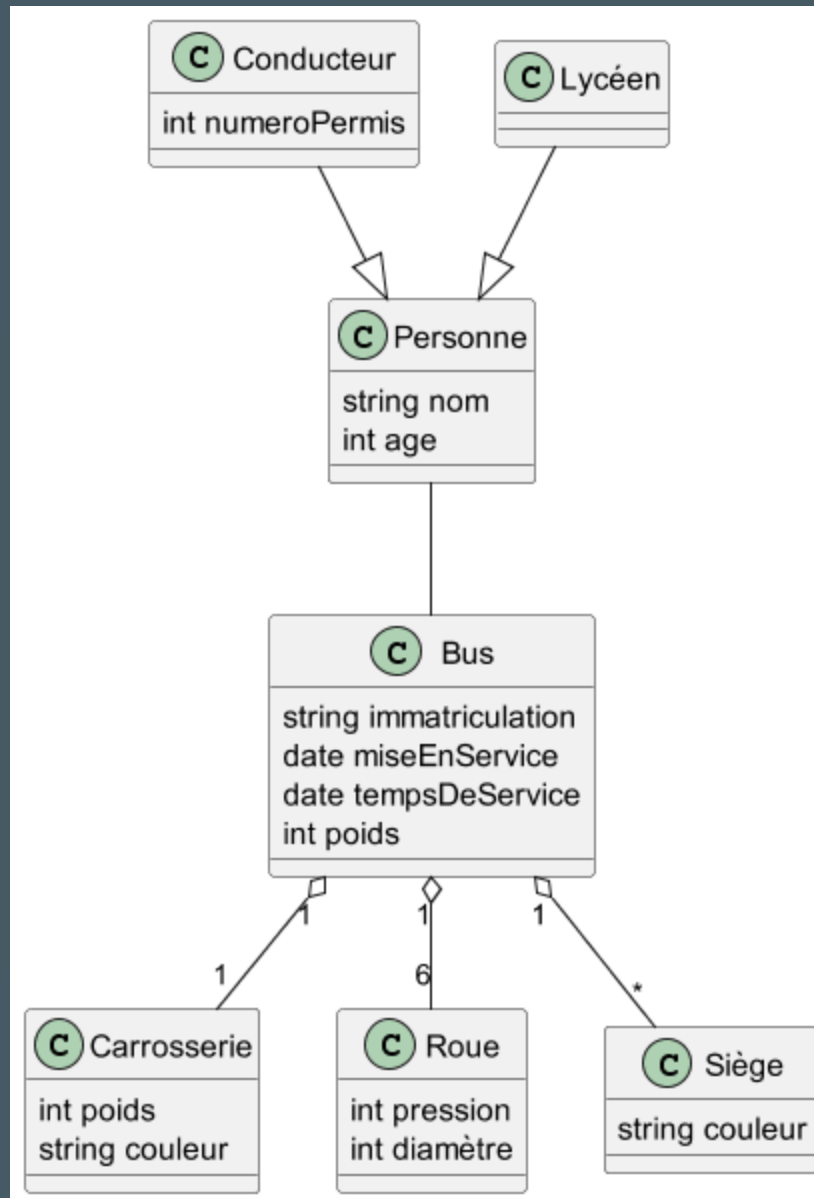 C Conducteur
int numeroPermis
C Lycéen
C Personne
string nom
int age
C Bus
string immatriculation
date miseEnService
date tempsDeService
int poids
1
1
1
1
6
*
C Carrosserie
int poids
string couleur
C Roue
int pression
int diamètre
C Siège
string couleur